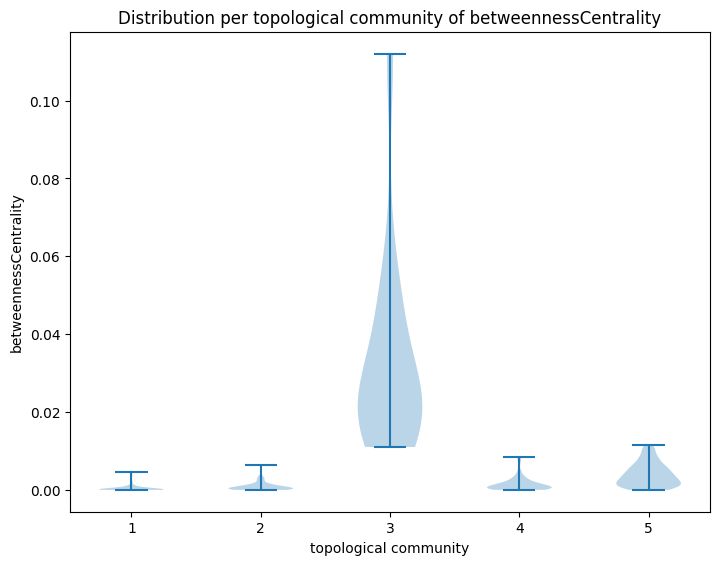 Distribution per topological community of betweennessCentrality
betweennessCentrality
0.10
0.08
0.06
0.04
0.02
0.00
1 2 3 4 5
topological community